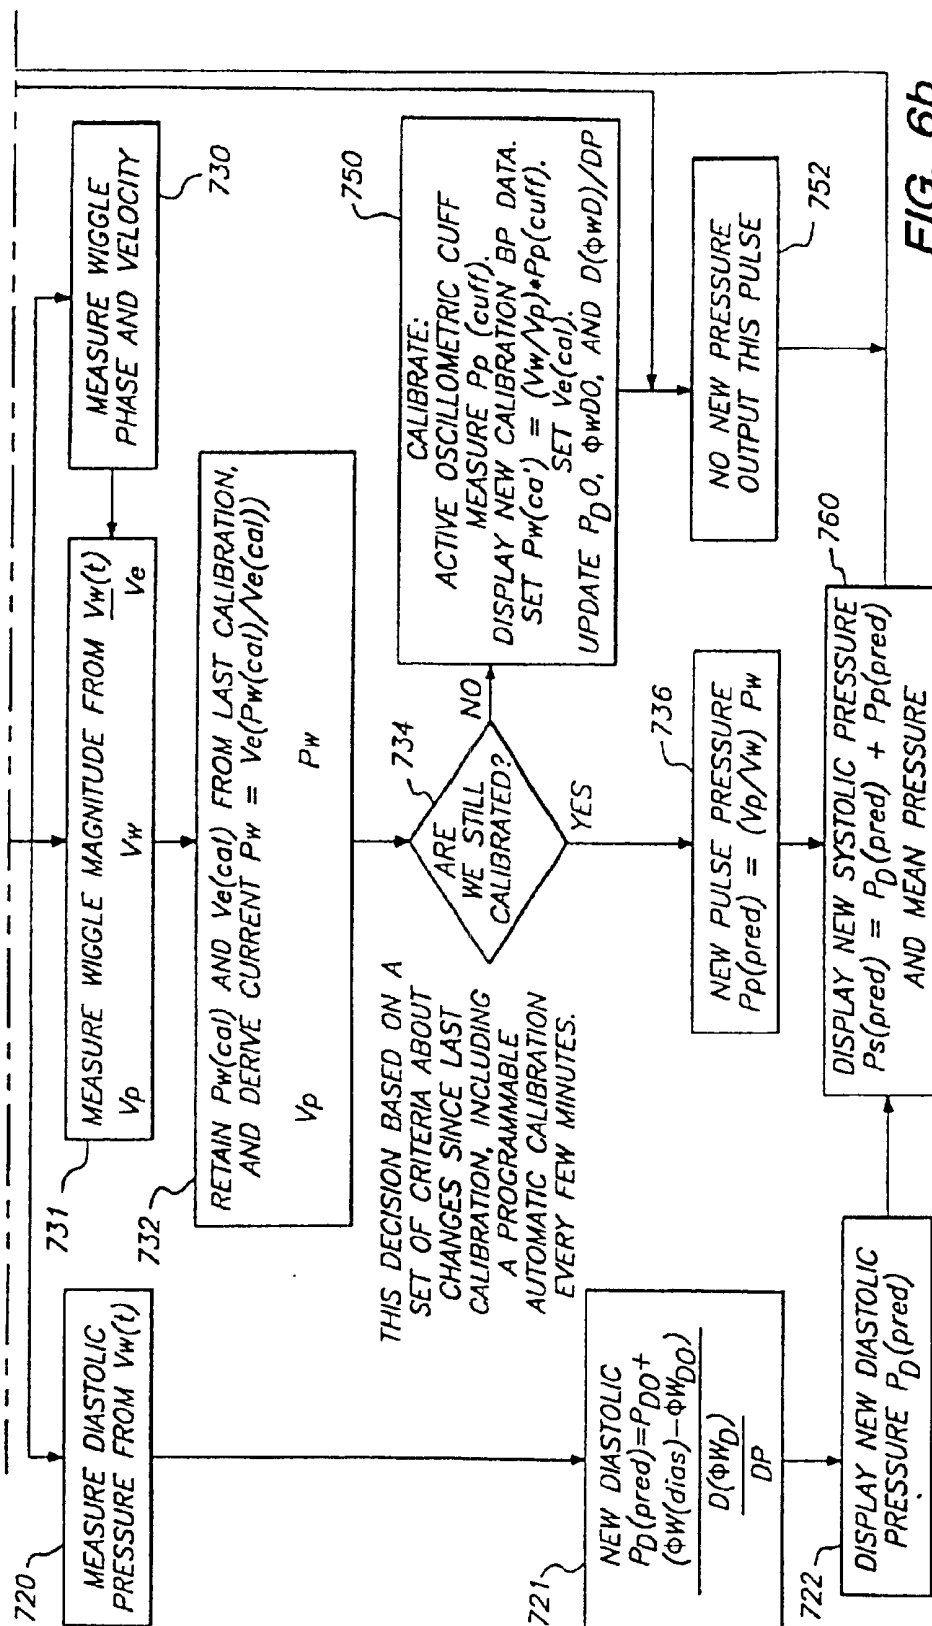 720
MEASURE DIASTOLIC
PRESSURE FROM Vw(t)
731
MEASURE WIGGLE MAGNITUDE FROM Vw(t)
Vp Vw Ve
MEASURE WIGGLE
PHASE AND VELOCITY
730
732
RETAIN Pw(cal) AND Ve(cal) FROM LAST CALIBRATION,
AND DERIVE CURRENT Pw = Ve(Pw(cal)/Ve(cal))
Vp Pw
THIS DECISION BASED ON A
SET OF CRITERIA ABOUT
CHANGES SINCE LAST
CALIBRATION, INCLUDING
A PROGRAMMABLE
AUTOMATIC CALIBRATION
EVERY FEW MINUTES.
734
ARE
WE STILL
CALIBRATED?
NO
YES
750
CALIBRATE:
ACTIVE OSCILLOMETRIC CUFF
MEASURE Pp (cuff).
DISPLAY NEW CALIBRATION BP DATA.
SET Pw(ca') = (Vw/Vp)*Pp(cuff).
SET Ve(cal).
UPDATE PDO, ΦwDO, AND D(ΦwD)/DP
721
NEW DIASTOLIC
PD(pred)=PDO+
(ΦW(dias)-ΦWDO)
D(ΦWD)
DP
736
NEW PULSE PRESSURE
Pp(pred) = (Vp/Vw) Pw
NO NEW PRESSURE
OUTPUT THIS PULSE
752
722
DISPLAY NEW DIASTOLIC
PRESSURE PD(pred)
DISPLAY NEW SYSTOLIC PRESSURE
Ps(pred) = PD(pred) + Pp(pred)
AND MEAN PRESSURE
760
FIG. 6b